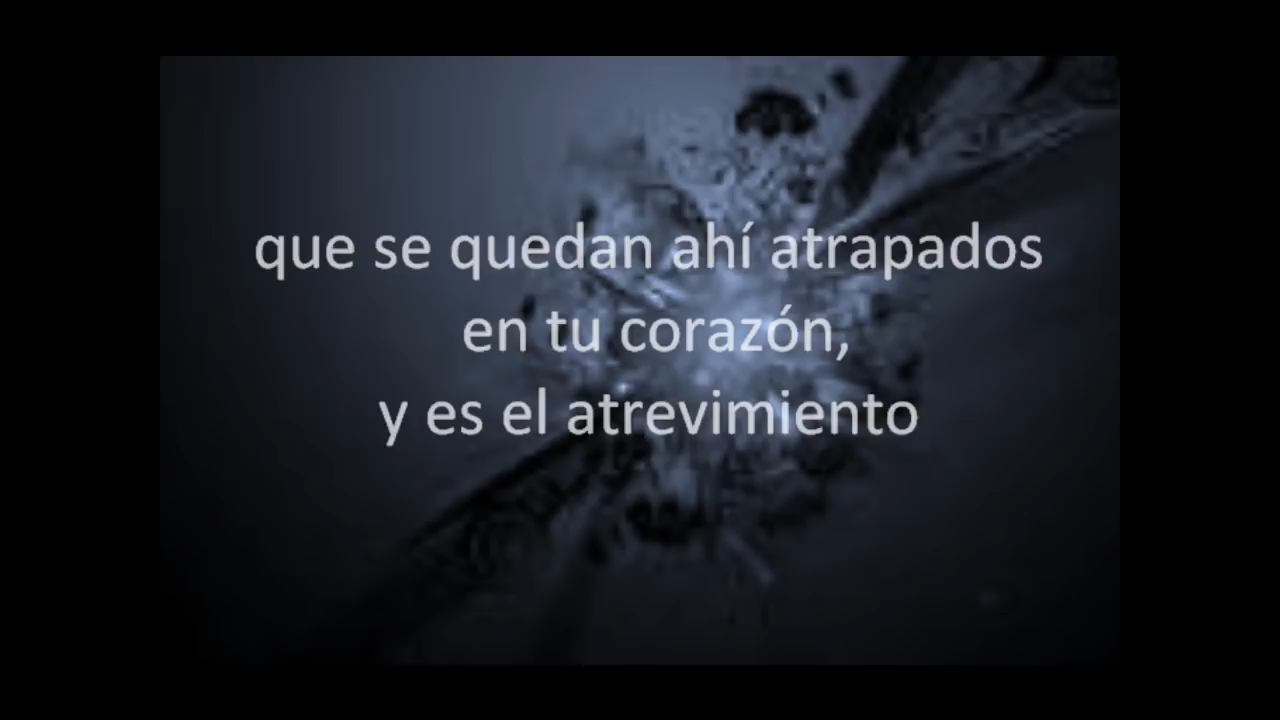 que se quedan ahí atrapados
en tu corazón,
y es el atrevimiento